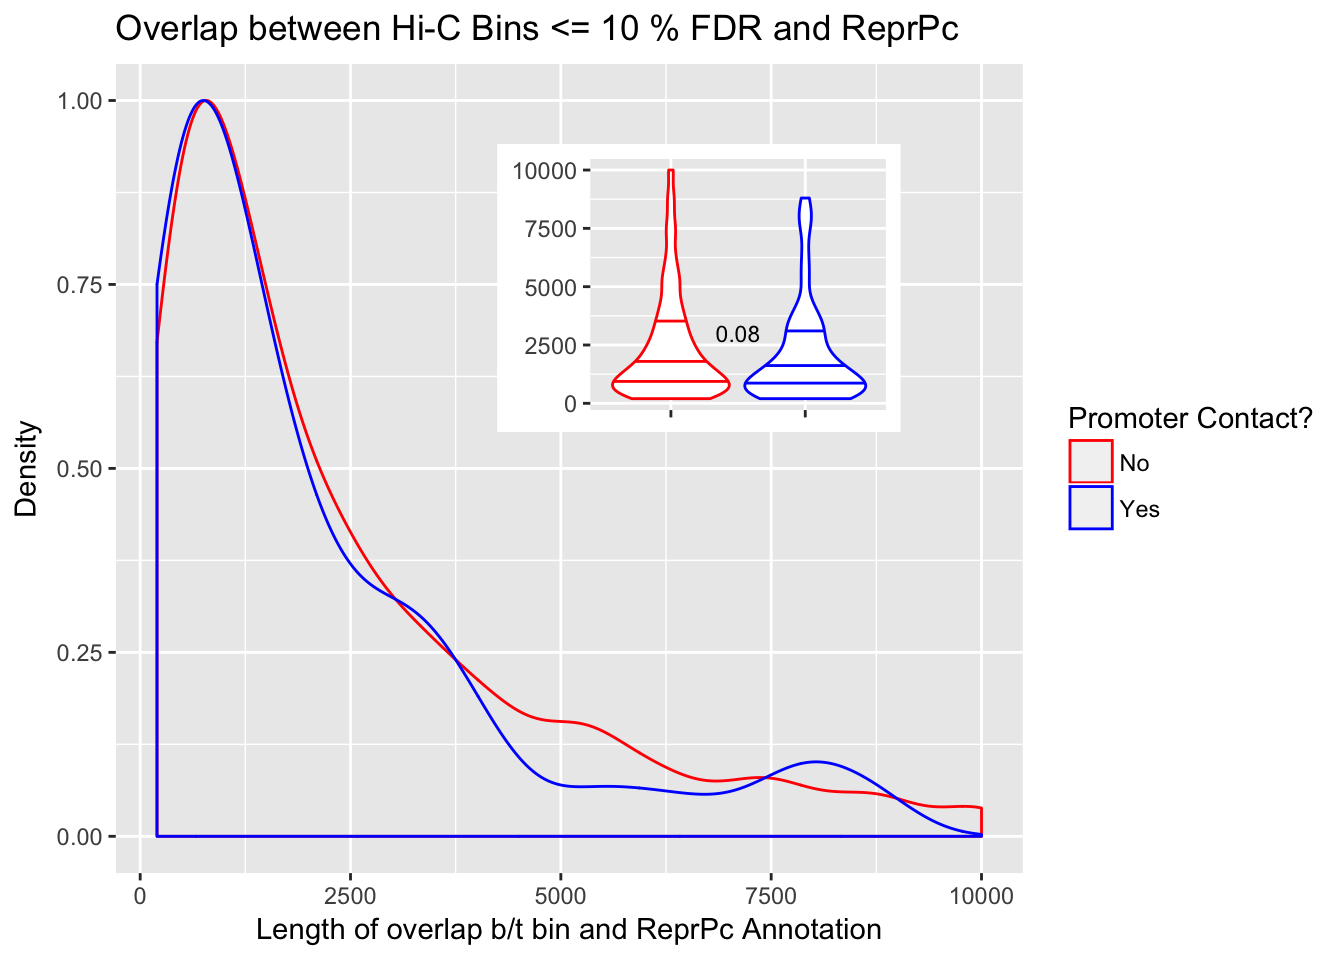 Overlap between Hi-C Bins <= 10 % FDR and ReprPc
1.00
0.75
0.50
0.25
0.00
Density
10000
7500
5000
2500
0
0.08
Promoter Contact?
No
Yes
0 2500 5000 7500 10000
Length of overlap b/t bin and ReprPc Annotation